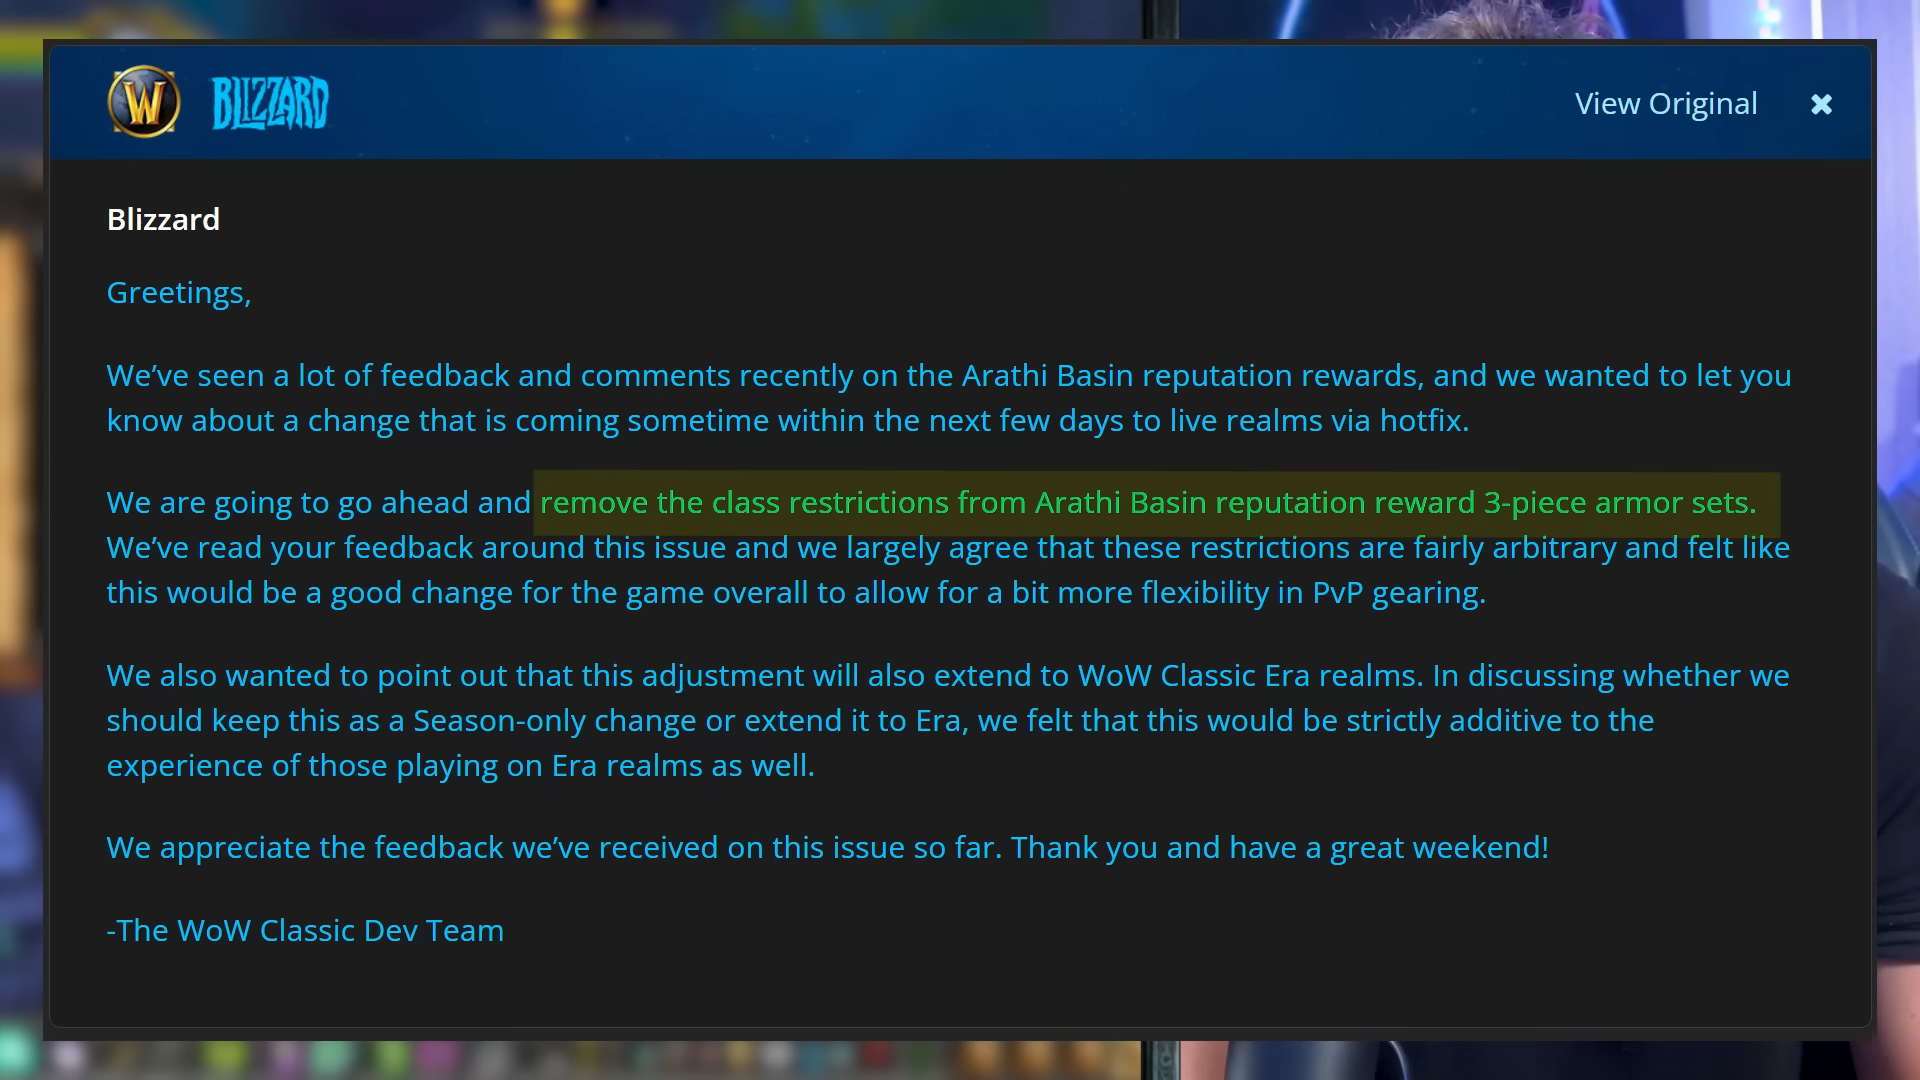 W BLIZZARD
View Original ✖
Blizzard
Greetings,
We’ve seen a lot of feedback and comments recently on the Arathi Basin reputation rewards, and we wanted to let you
know about a change that is coming sometime within the next few days to live realms via hotfix.
We are going to go ahead and remove the class restrictions from Arathi Basin reputation reward 3-piece armor sets.
We’ve read your feedback around this issue and we largely agree that these restrictions are fairly arbitrary and felt like
this would be a good change for the game overall to allow for a bit more flexibility in PvP gearing.
We also wanted to point out that this adjustment will also extend to WoW Classic Era realms. In discussing whether we
should keep this as a Season-only change or extend it to Era, we felt that this would be strictly additive to the
experience of those playing on Era realms as well.
We appreciate the feedback we’ve received on this issue so far. Thank you and have a great weekend!
-The WoW Classic Dev Team